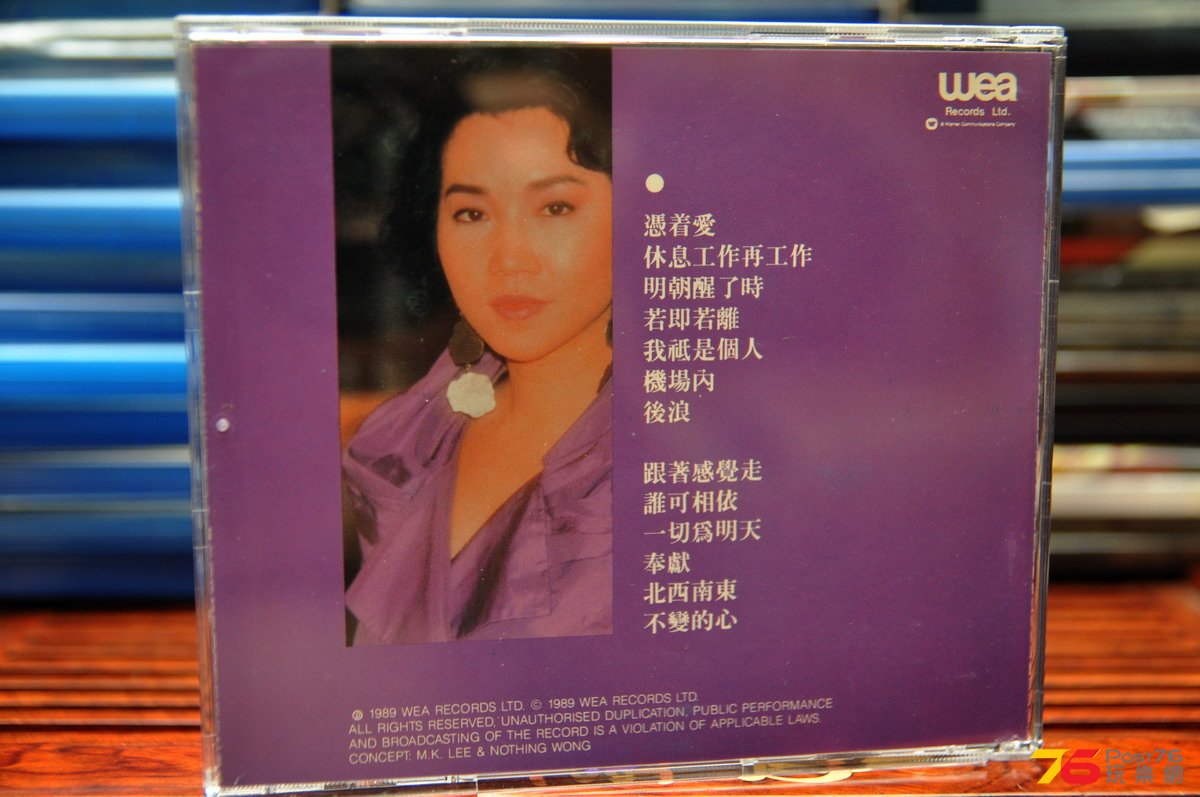 wea
Records Ltd.
A Warner Communications Company
憑着愛
休息工作再工作
明朝醒了時
若即若離
我祇是個人
機場內
後浪
跟著感覺走
誰可相依
一切爲明天
奉獻
北西南東
不變的心
℗ 1989 WEA RECORDS LTD. © 1989 WEA RECORDS LTD.
ALL RIGHTS RESERVED. UNAUTHORISED DUPLICATION, PUBLIC PERFORMANCE
AND BROADCASTING OF THE RECORD IS A VIOLATION OF APPLICABLE LAWS.
CONCEPT: M.K. LEE & NOTHING WONG
76 Post76
玩樂網